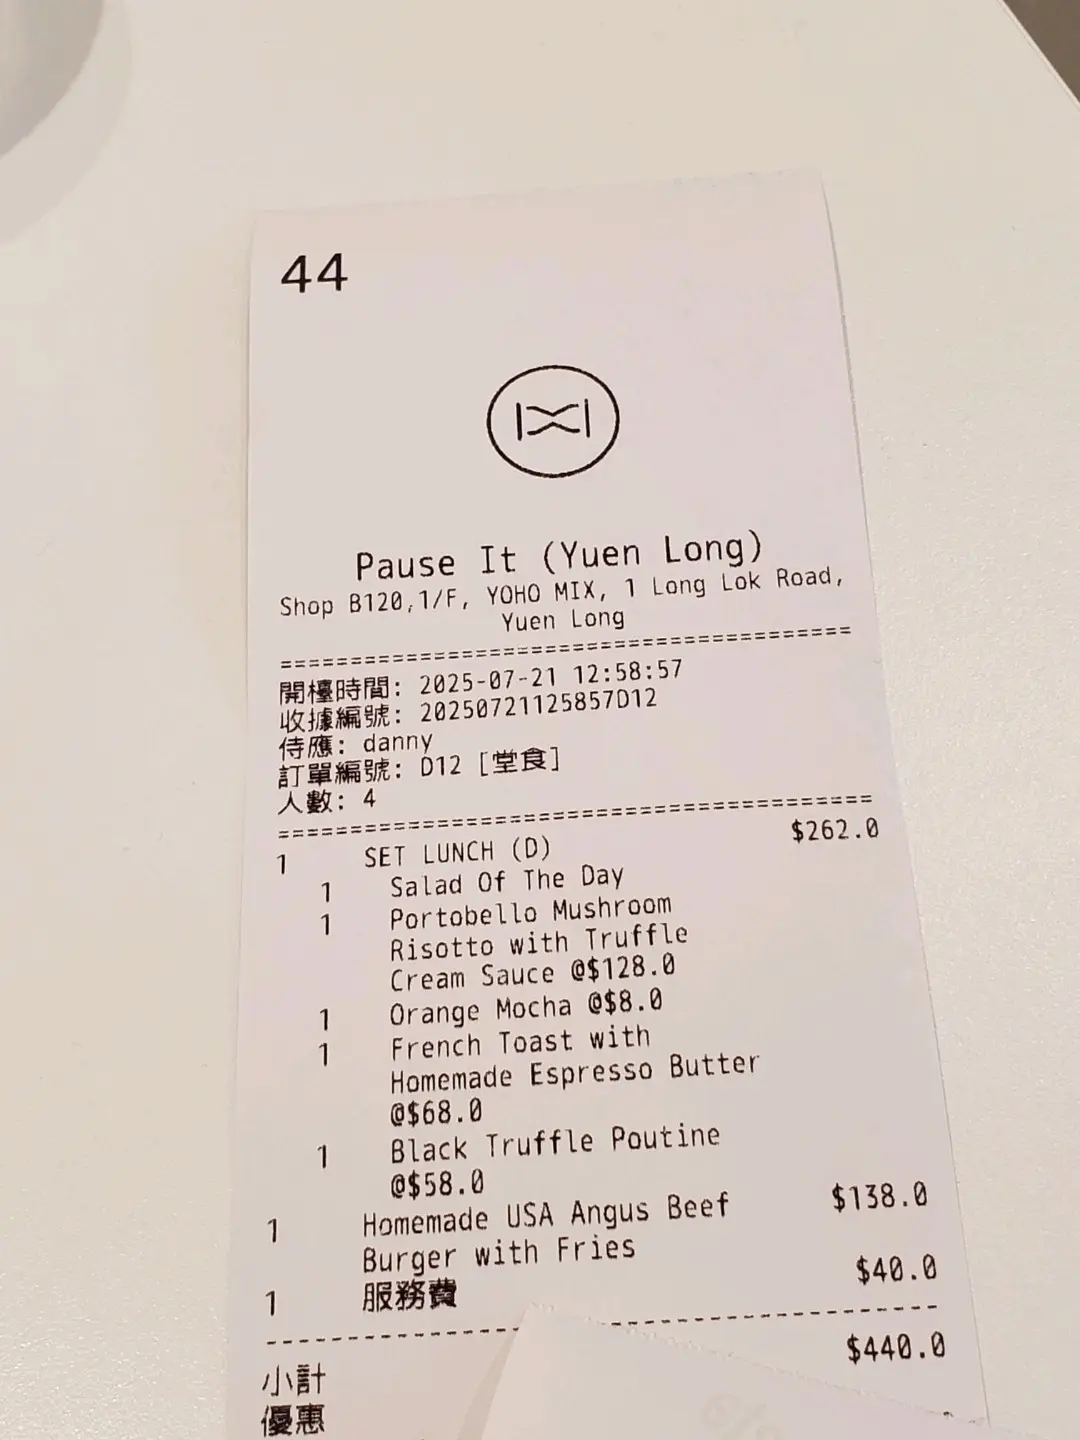 44
Pause It (Yuen Long)
Shop B120,1/F, YOHO MIX, 1 Long Lok Road,
Yuen Long
==========================================
開檯時間: 2025-07-21 12:58:57
收據編號: 20250721125857D12
侍應: danny
訂單編號: D12 [堂食]
人數: 4
==========================================
1 SET LUNCH (D) $262.0
1 Salad Of The Day
1 Portobello Mushroom
Risotto with Truffle
Cream Sauce @$128.0
1 Orange Mocha @$8.0
1 French Toast with
Homemade Espresso Butter
@$68.0
1 Black Truffle Poutine
@$58.0
1 Homemade USA Angus Beef $138.0
Burger with Fries
1 服務費 $40.0
------------------------------------------
小計 $440.0
優惠